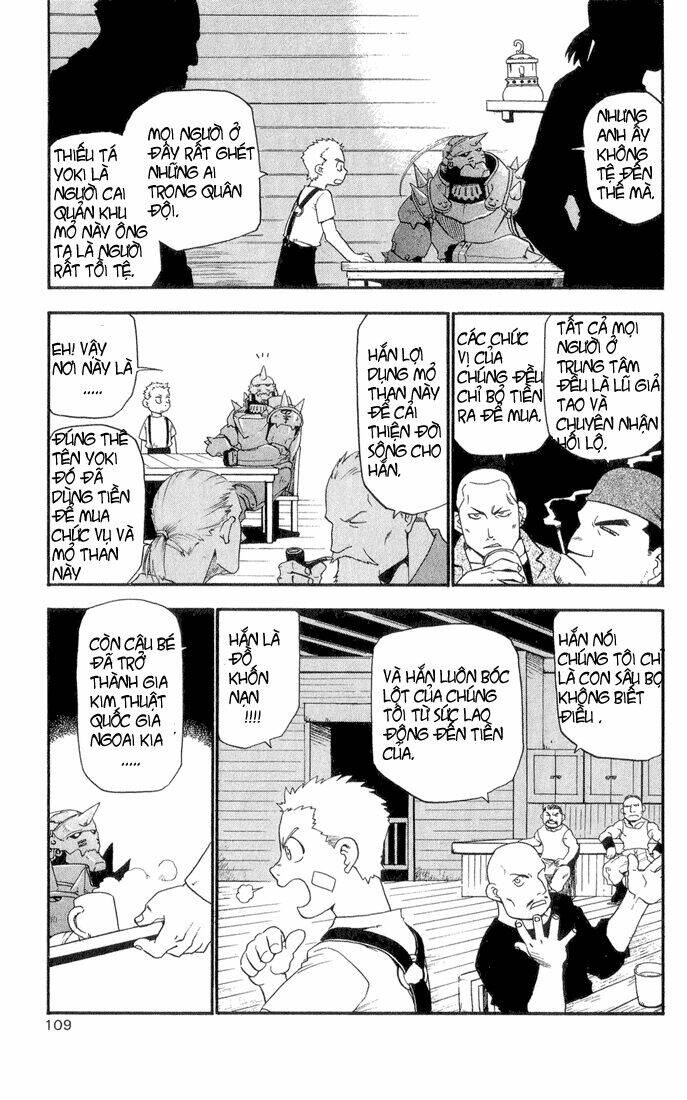 NHƯNG
ANH ẤY
KHÔNG
TỆ ĐẾN
THẾ MÀ.
MỌI NGƯỜI Ở
ĐÂY RẤT GHÉT
NHỮNG AI
TRONG QUÂN
ĐỘI.
THIẾU TÁ
YOKI LÀ
NGƯỜI CAI
QUẢN KHU
MỎ NÀY ÔNG
TA LÀ NGƯỜI
RẤT TỒI TỆ.
TẤT CẢ MỌI
NGƯỜI Ở
TRUNG TÂM
ĐỀU LÀ LŨ GIẢ
TẠO VÀ
CHUYÊN NHẬN
HỐI LỘ.
CÁC CHỨC
VỊ CỦA
CHÚNG ĐỀU
CHỈ BỎ TIỀN
RA ĐỂ MUA.
HẮN LỢI
DỤNG MỎ
THAN NÀY
ĐỂ CẢI
THIỆN ĐỜI
SỐNG CHO
HẮN.
EH! VẬY
NƠI NÀY LÀ
.....
ĐÚNG THẾ
TÊN YOKI
ĐÓ ĐÃ
DÙNG TIỀN
ĐỂ MUA
CHỨC VỤ VÀ
MỎ THAN
NÀY
HẮN NÓI
CHÚNG TÔI CHỈ
LÀ CON SÂU BỌ
KHÔNG BIẾT
ĐIỀU.
VÀ HẮN LUÔN BÓC
LỘT CỦA CHÚNG
TÔI TỪ SỨC LAO
ĐỘNG ĐẾN TIỀN
CỦA.
HẮN LÀ
ĐỒ
KHỐN
NẠN
!!!!
CÒN CẬU BÉ
ĐÃ TRỞ
THÀNH GIẢ
KIM THUẬT
QUỐC GIA
NGOÀI KIA
.....
109